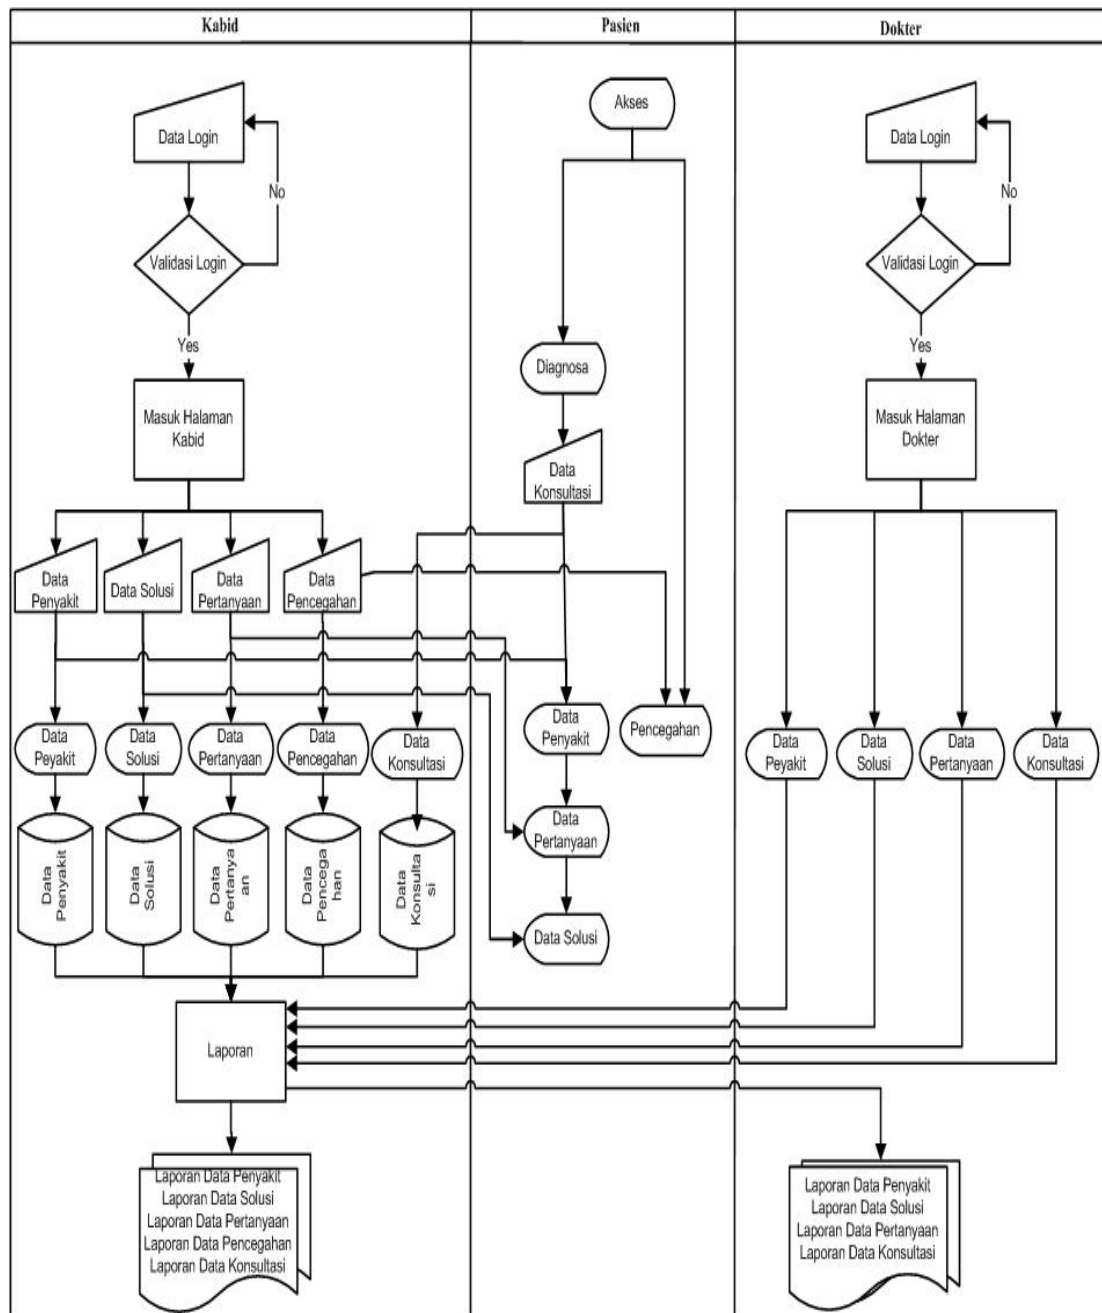 Kabid
Pasien
Dokter
Data Login
No
Validasi Login
Yes
Masuk Halaman
Kabid
Data
Penyakit
Data Solusi
Data
Pertanyaan
Data
Pencegahan
Data
Peyakit
Data
Solusi
Data
Pertanyaan
Data
Pencegahan
Data
Konsultasi
Data
Penyakit
Data
Solusi
Data
Pertanya
an
Data
Pencega
han
Data
Konsulta
si
Laporan
Laporan Data Penyakit
Laporan Data Solusi
Laporan Data Pertanyaan
Laporan Data Pencegahan
Laporan Data Konsultasi
Akses
Diagnosa
Data
Konsultasi
Data
Penyakit
Pencegahan
Data
Pertanyaan
Data Solusi
Data Login
No
Validasi Login
Yes
Masuk Halaman
Dokter
Data
Peyakit
Data
Solusi
Data
Pertanyaan
Data
Konsultasi
Laporan Data Penyakit
Laporan Data Solusi
Laporan Data Pertanyaan
Laporan Data Konsultasi